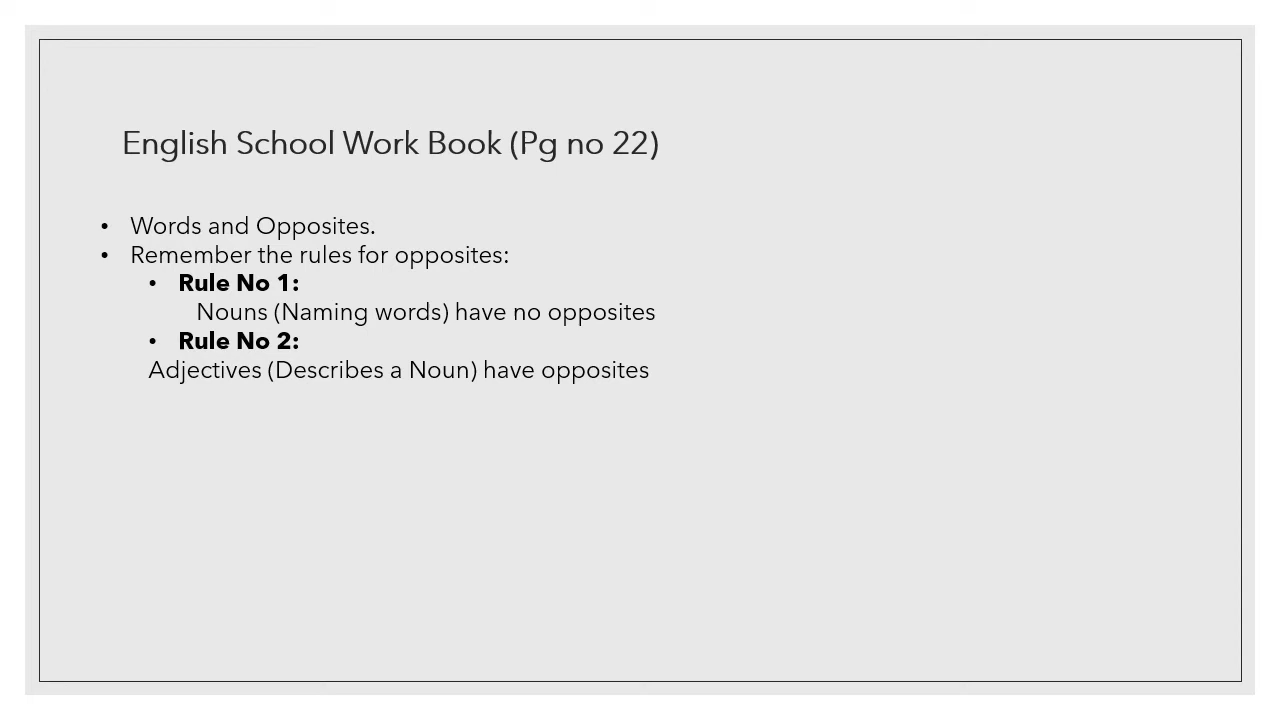 English School Work Book (Pg no 22)
• Words and Opposites.
• Remember the rules for opposites:
• Rule No 1:
Nouns (Naming words) have no opposites
• Rule No 2:
Adjectives (Describes a Noun) have opposites